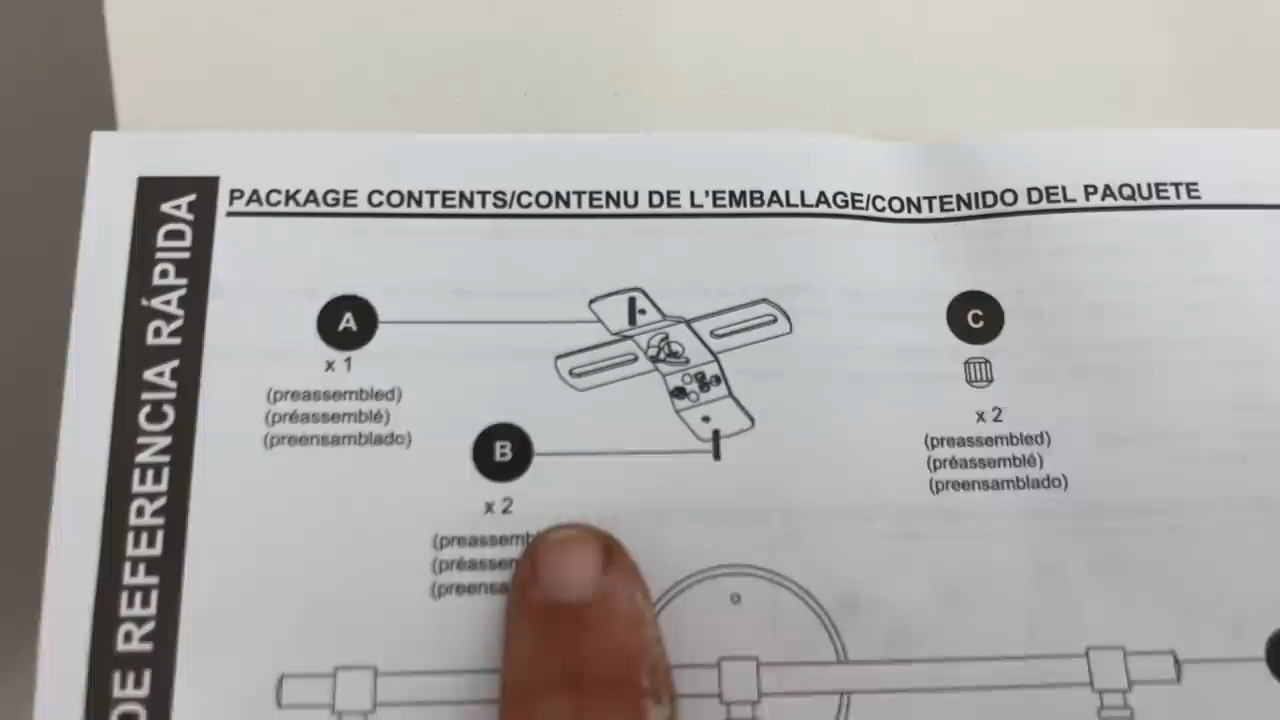 PACKAGE CONTENTS/CONTENU DE L'EMBALLAGE/CONTENIDO DEL PAQUETE
DE REFERENCIA RÁPIDA
A
x 1
(preassembled)
(préassemblé)
(preensamblado)
B
x 2
C
x 2
(preassembled)
(préassemblé)
(preensamblado)